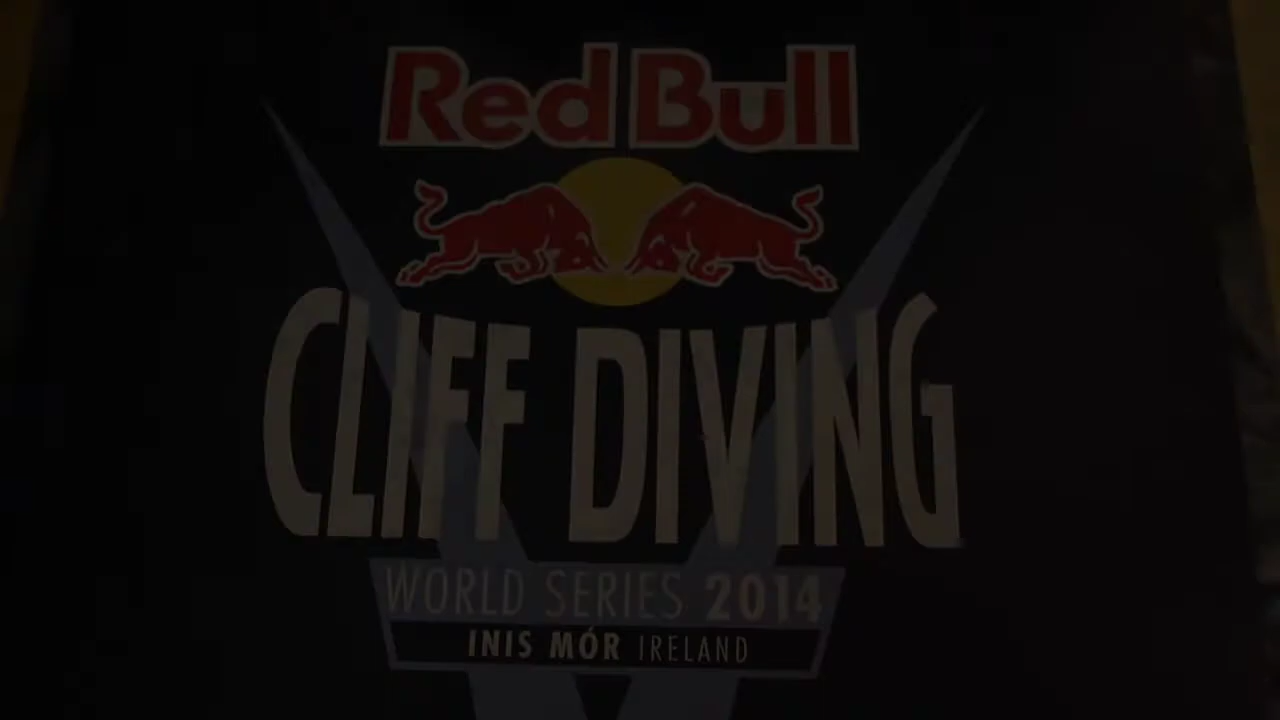 Red Bull
CLIFF DIVING
WORLD SERIES 2014
INIS MÓR IRELAND